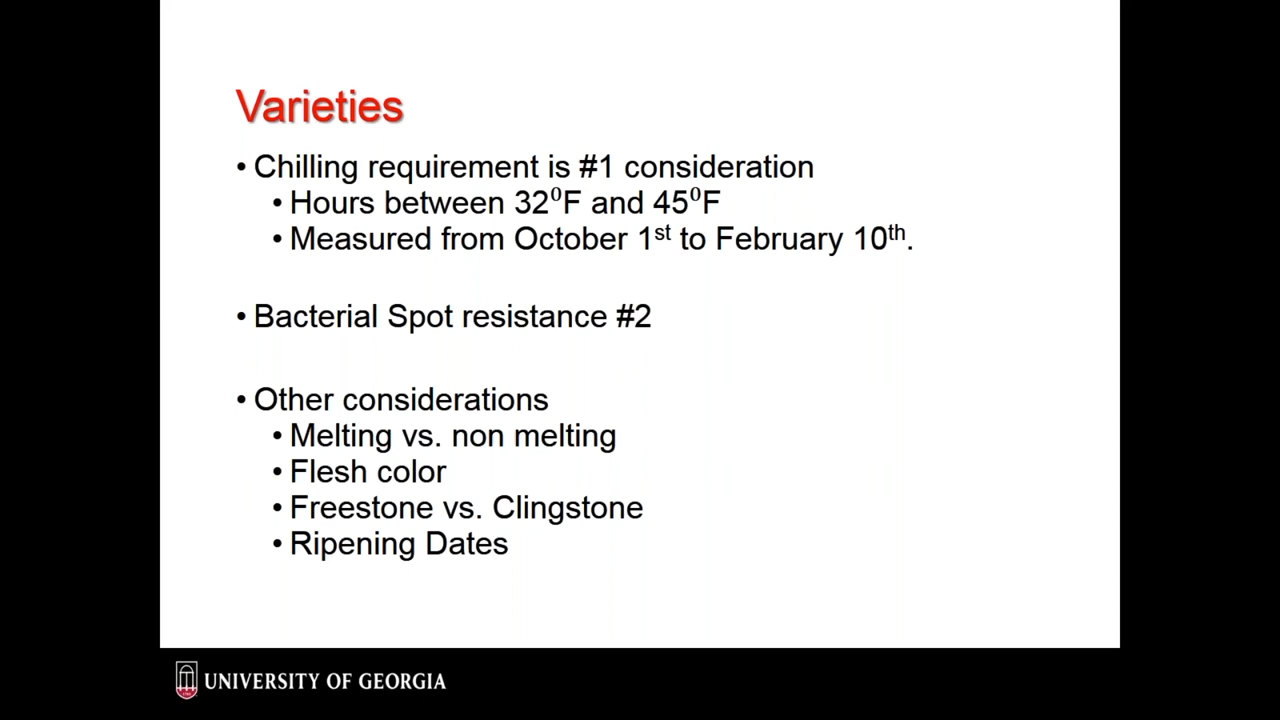 Varieties
• Chilling requirement is #1 consideration
• Hours between 32⁰F and 45⁰F
• Measured from October 1st to February 10th.
• Bacterial Spot resistance #2
• Other considerations
• Melting vs. non melting
• Flesh color
• Freestone vs. Clingstone
• Ripening Dates
UNIVERSITY OF GEORGIA